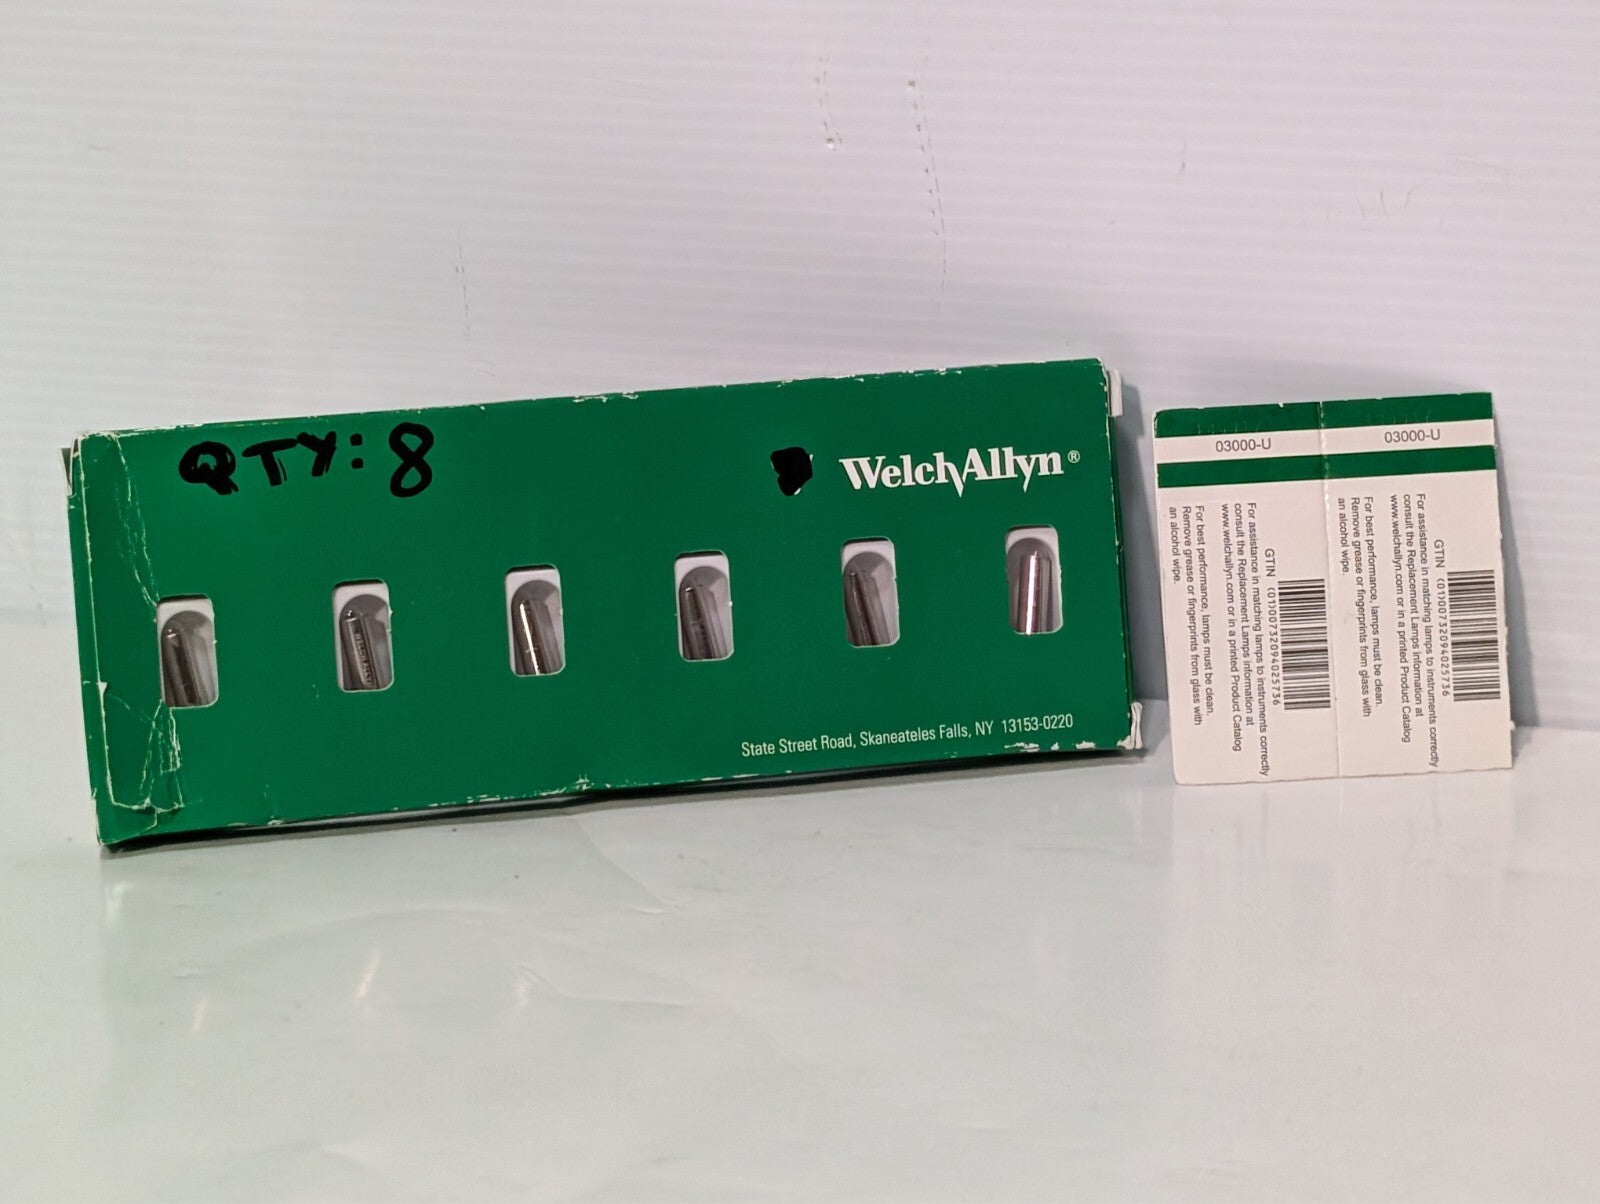 QTY: 8
WelchAllyn®
State Street Road, Skaneateles Falls, NY 13153-0220
03000-U
GTIN (01)00732094025736
For assistance in matching lamps to instruments correctly
consult the Replacement Lamps information at
www.welchallyn.com or in a printed Product Catalog
For best performance, lamps must be clean.
Remove grease or fingerprints from glass with
an alcohol wipe.
03000-U
GTIN (01)00732094025736
For assistance in matching lamps to instruments correctly
consult the Replacement Lamps information at
www.welchallyn.com or in a printed Product Catalog
For best performance, lamps must be clean.
Remove grease or fingerprints from glass with
an alcohol wipe.